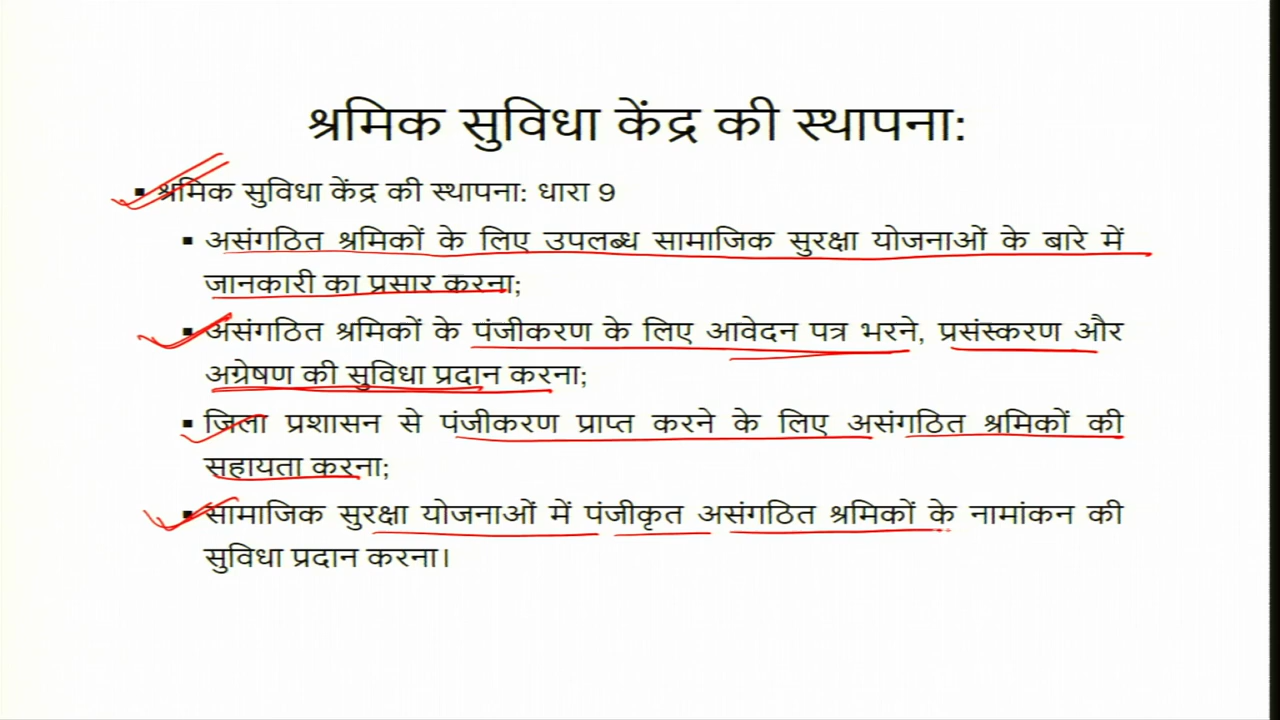 श्रमिक सुविधा केंद्र की स्थापना:
▪ श्रमिक सुविधा केंद्र की स्थापना: धारा 9
▪ असंगठित श्रमिकों के लिए उपलब्ध सामाजिक सुरक्षा योजनाओं के बारे में
जानकारी का प्रसार करना;
▪ असंगठित श्रमिकों के पंजीकरण के लिए आवेदन पत्र भरने, प्रसंस्करण और
अग्रेषण की सुविधा प्रदान करना;
▪ जिला प्रशासन से पंजीकरण प्राप्त करने के लिए असंगठित श्रमिकों की
सहायता करना;
▪ सामाजिक सुरक्षा योजनाओं में पंजीकृत असंगठित श्रमिकों के नामांकन की
सुविधा प्रदान करना।